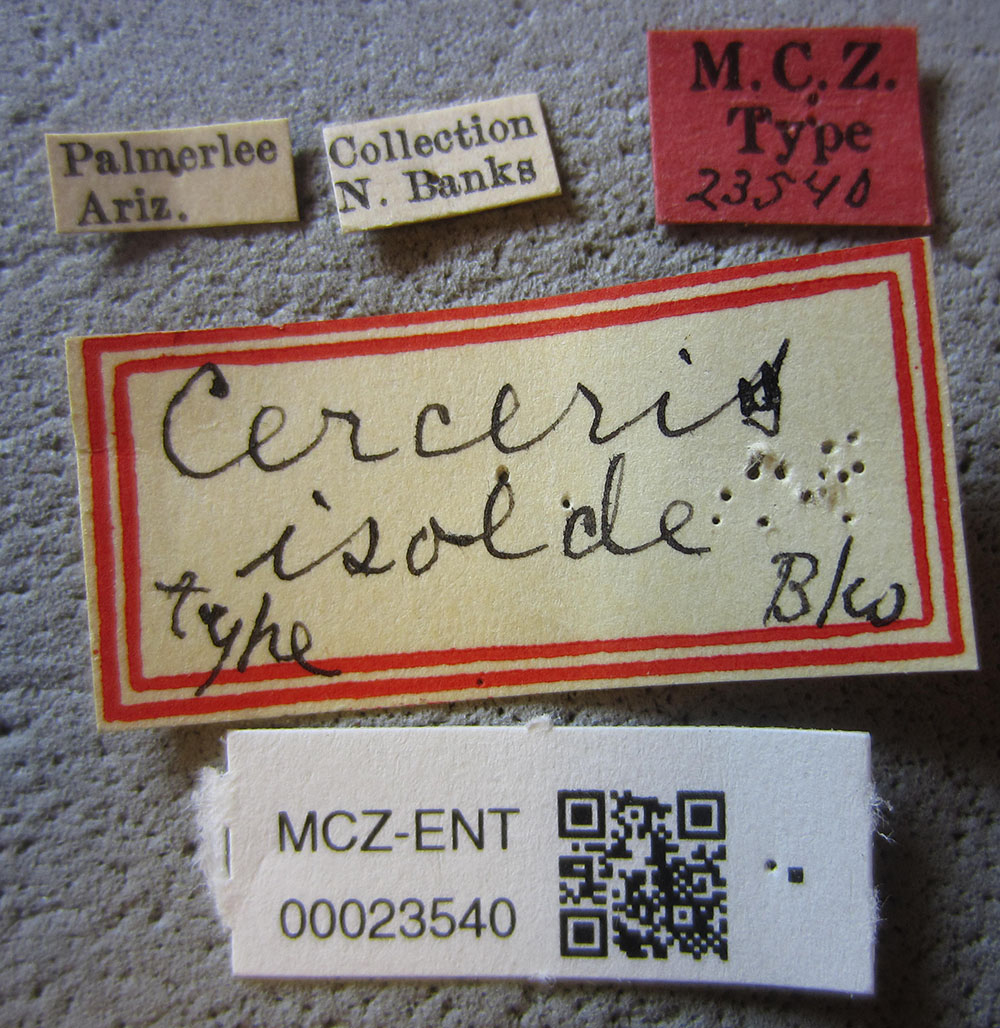 Palmerlee
Ariz.
Collection
N. Banks
M.C.Z.
Type
23540
Cerceris
isolde
type
Bks
MCZ-ENT
00023540